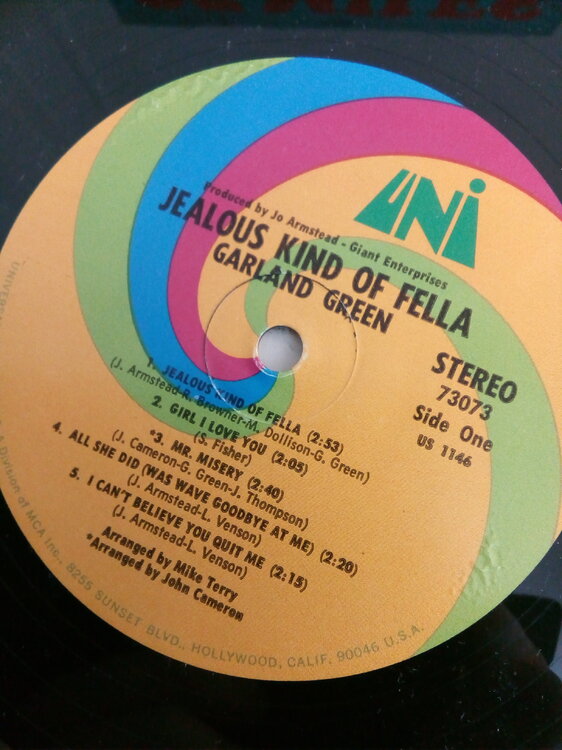 UNi
Produced by Jo Armstead - Giant Enterprises
JEALOUS KIND OF FELLA
GARLAND GREEN
STEREO
73073
Side One
US 1146
1. JEALOUS KIND OF FELLA (2:53)
(J. Armstead-R. Browner-M. Dollison-G. Green)
2. GIRL I LOVE YOU (2:05)
(S. Fisher)
*3. MR. MISERY (2:40)
(J. Cameron-G. Green-J. Thompson)
4. ALL SHE DID (WAS WAVE GOODBYE AT ME) (2:20)
(J. Armstead-L. Venson)
5. I CAN'T BELIEVE YOU QUIT ME (2:15)
(J. Armstead-L. Venson)
Arranged by Mike Terry
*Arranged by John Cameron
A Division of MCA Inc., 8255 SUNSET BLVD., HOLLYWOOD, CALIF. 90046 U.S.A.